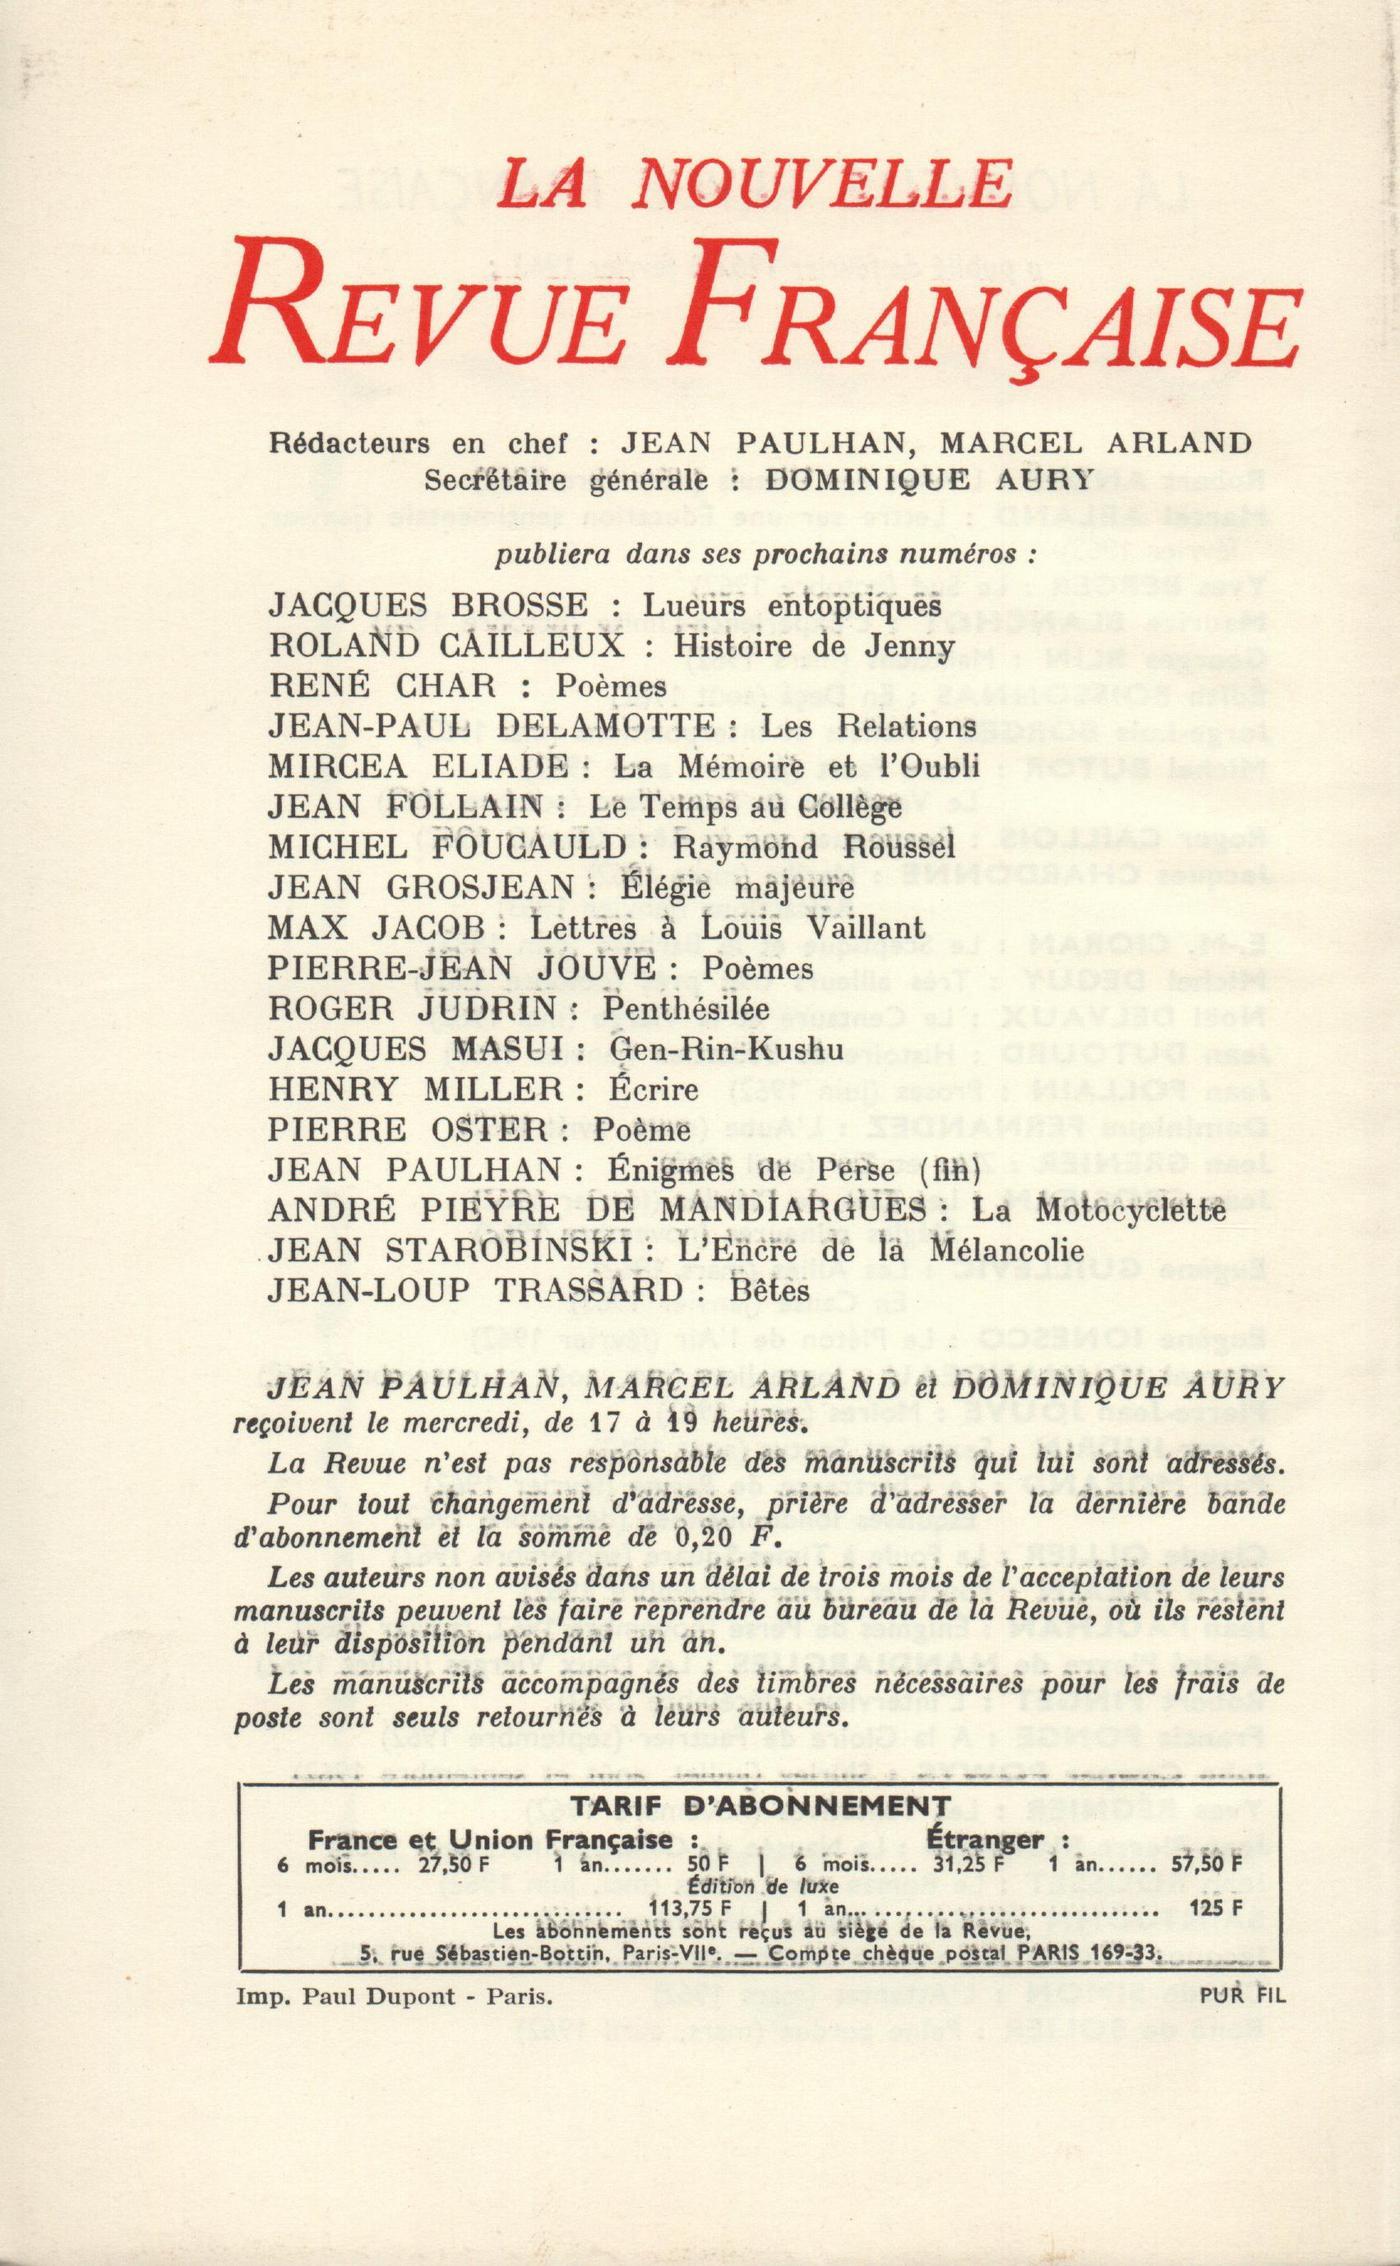 LA NOUVELLE
REVUE FRANÇAISE
Rédacteurs en chef : JEAN PAULHAN, MARCEL ARLAND
Secrétaire générale : DOMINIQUE AURY
publiera dans ses prochains numéros :
JACQUES BROSSE : Lueurs entoptiques
ROLAND CAILLEUX : Histoire de Jenny
RENÉ CHAR : Poèmes
JEAN-PAUL DELAMOTTE : Les Relations
MIRCEA ELIADE : La Mémoire et l'Oubli
JEAN FOLLAIN : Le Temps au Collège
MICHEL FOUCAULD : Raymond Roussel
JEAN GROSJEAN : Élégie majeure
MAX JACOB : Lettres à Louis Vaillant
PIERRE-JEAN JOUVE : Poèmes
ROGER JUDRIN : Penthésilée
JACQUES MASUI : Gen-Rin-Kushu
HENRY MILLER : Écrire
PIERRE OSTER : Poème
JEAN PAULHAN : Énigmes de Perse (fin)
ANDRÉ PIEYRE DE MANDIARGUES : La Motocyclette
JEAN STAROBINSKI : L'Encre de la Mélancolie
JEAN-LOUP TRASSARD : Bêtes
JEAN PAULHAN, MARCEL ARLAND et DOMINIQUE AURY
reçoivent le mercredi, de 17 à 19 heures.
La Revue n'est pas responsable des manuscrits qui lui sont adressés.
Pour tout changement d'adresse, prière d'adresser la dernière bande
d'abonnement et la somme de 0,20 F.
Les auteurs non avisés dans un délai de trois mois de l'acceptation de leurs
manuscrits peuvent les faire reprendre au bureau de la Revue, où ils restent
à leur disposition pendant un an.
Les manuscrits accompagnés des timbres nécessaires pour les frais de
poste sont seuls retournés à leurs auteurs.
TARIF D'ABONNEMENT
France et Union Française : Étranger :
6 mois..... 27,50 F 1 an....... 50 F | 6 mois..... 31,25 F 1 an...... 57,50 F
Édition de luxe
1 an............................. 113,75 F | 1 an............................... 125 F
Les abonnements sont reçus au siège de la Revue,
5, rue Sébastien-Bottin, Paris-VIIe. — Compte chèque postal PARIS 169-33.
Imp. Paul Dupont - Paris. PUR FIL